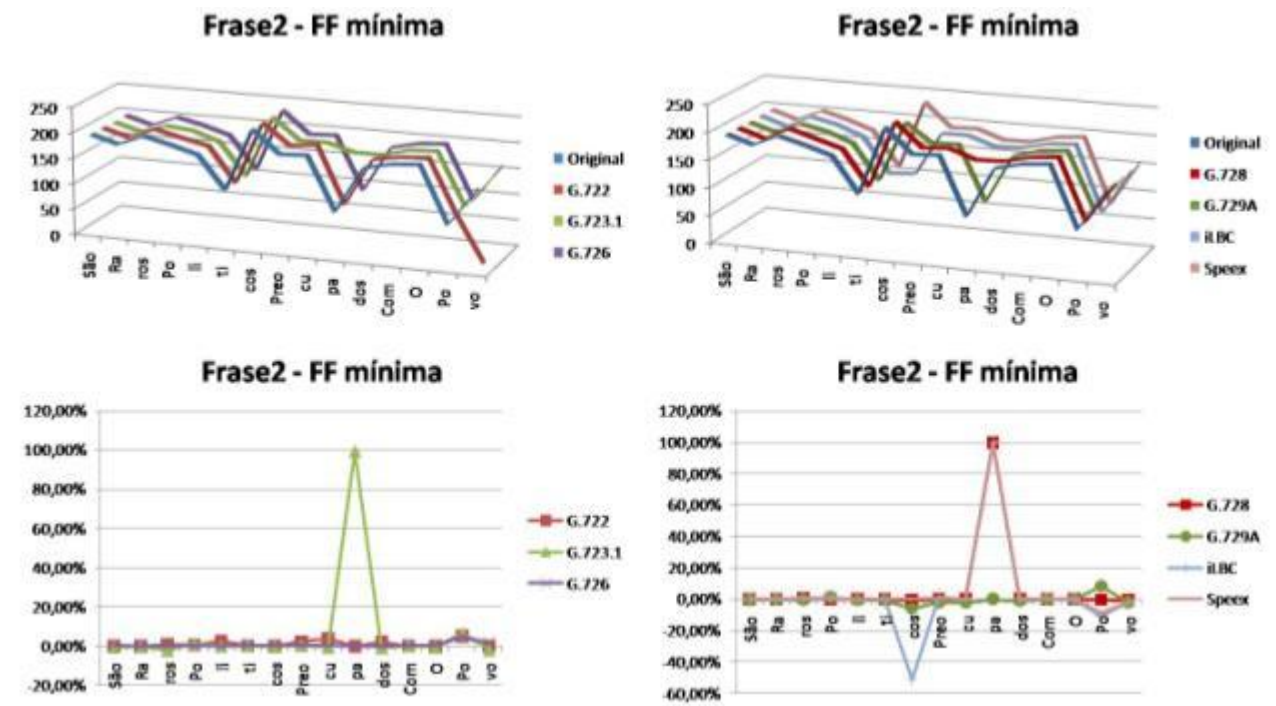 Frase2 - FF mínima
250
200
150
100
50
0
São
Ra
ros
Po
li
ti
cos
Preo
cu
pa
dos
Com
O
Po
vo
Original
G.722
G.723.1
G.726
Frase2 - FF mínima
250
200
150
100
50
0
São
Ra
ros
Po
li
ti
cos
Preo
cu
pa
dos
Com
O
Po
vo
Original
G.728
G.729A
iLBC
Speex
Frase2 - FF mínima
120,00%
100,00%
80,00%
60,00%
40,00%
20,00%
0,00%
-20,00%
São
Ra
ros
Po
li
ti
cos
Preo
cu
pa
dos
Com
O
Po
vo
G.722
G.723.1
G.726
Frase2 - FF mínima
120,00%
100,00%
80,00%
60,00%
40,00%
20,00%
0,00%
-20,00%
-40,00%
-60,00%
São
Ra
ros
Po
li
ti
cos
Preo
cu
pa
dos
Com
O
Po
vo
G.728
G.729A
iLBC
Speex